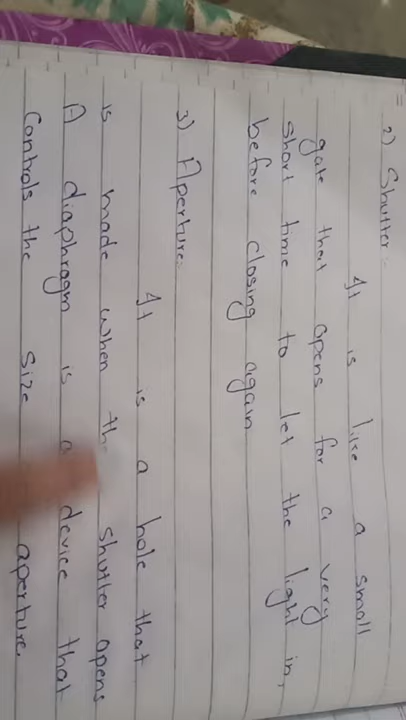 2) Shutter:-
It is like a small
gate that opens for a very
short time to let the light in,
before closing again
3) Aperture:
It is a hole that
is made when the shutter opens
A diaphragm is a device that
Controls the size aperture.